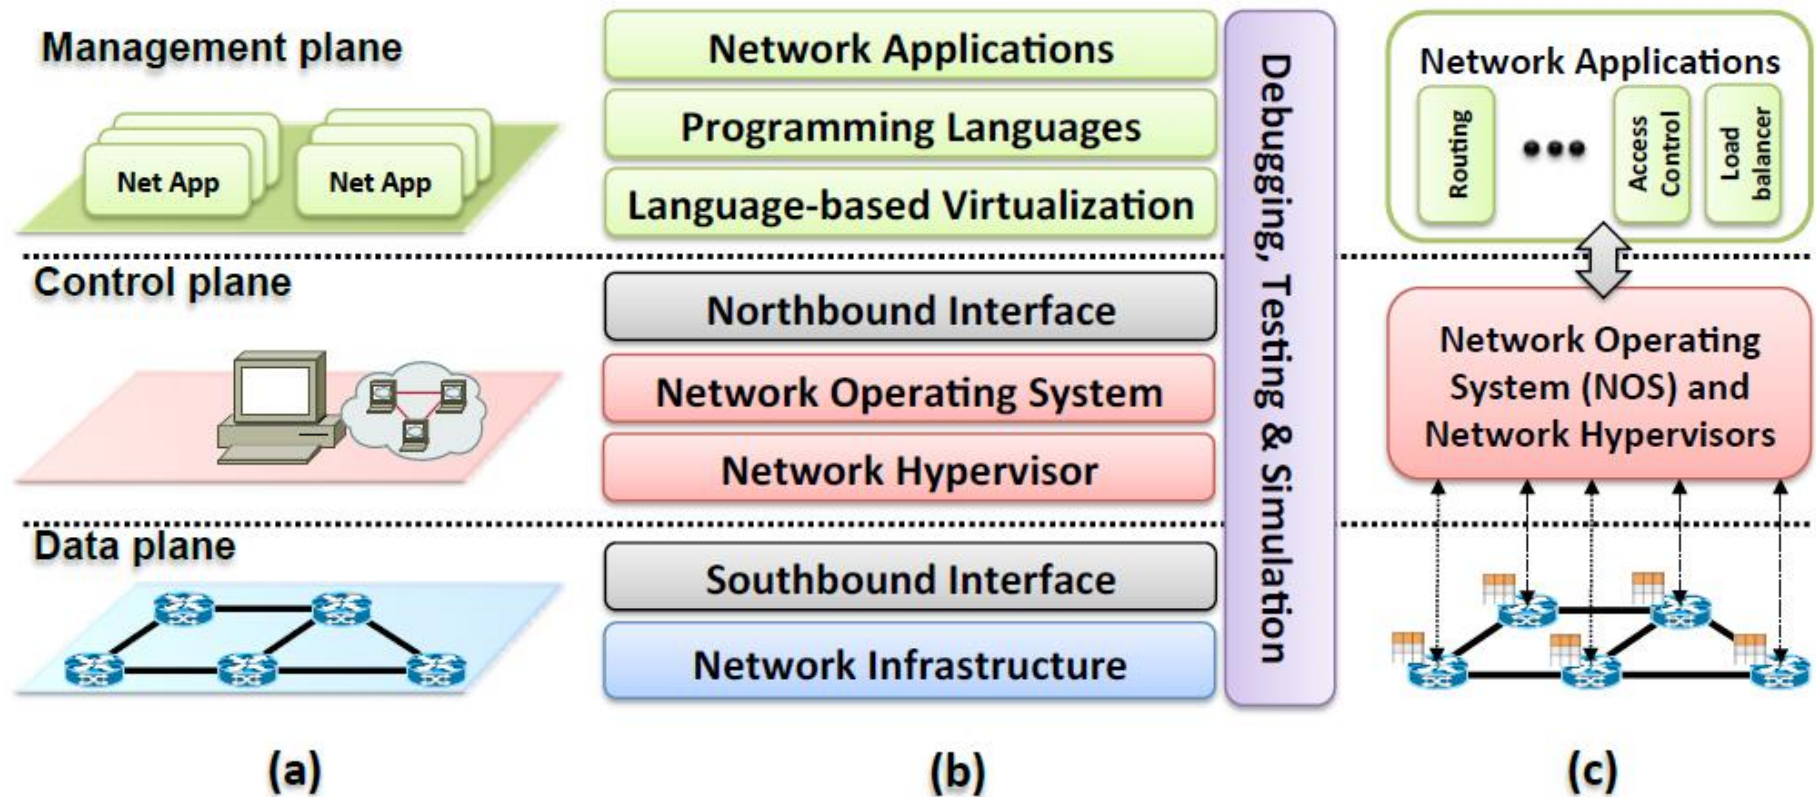 Management plane
Net App
Net App
Control plane
Data plane
(a)
Network Applications
Programming Languages
Language-based Virtualization
Northbound Interface
Network Operating System
Network Hypervisor
Southbound Interface
Network Infrastructure
Debugging, Testing & Simulation
(b)
Network Applications
Routing
Access
Control
Load
balancer
Network Operating
System (NOS) and
Network Hypervisors
(c)